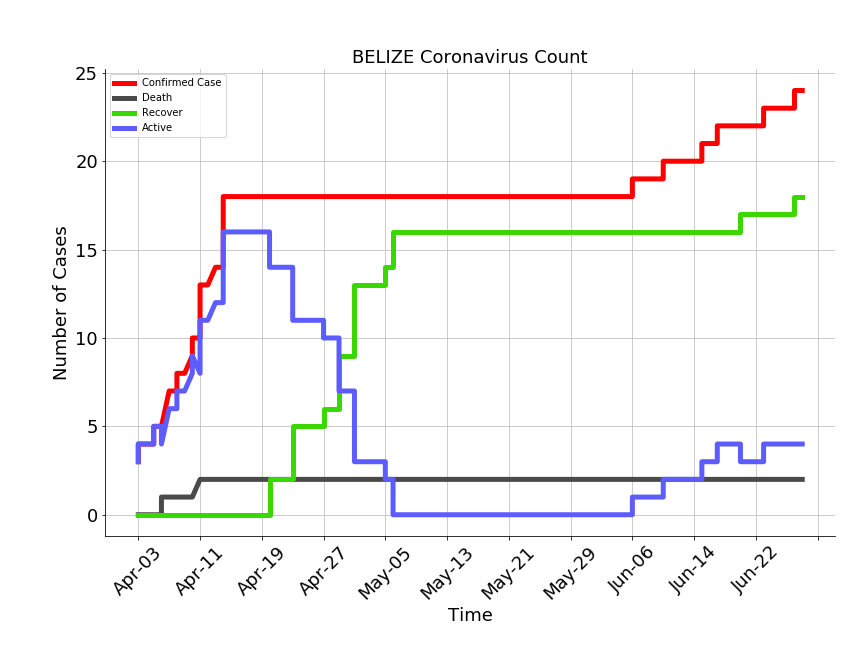 BELIZE Coronavirus Count
Confirmed Case
Death
Recover
Active
Number of Cases
25
20
15
10
5
0
Apr-03
Apr-11
Apr-19
Apr-27
May-05
May-13
May-21
May-29
Jun-06
Jun-14
Jun-22
Time